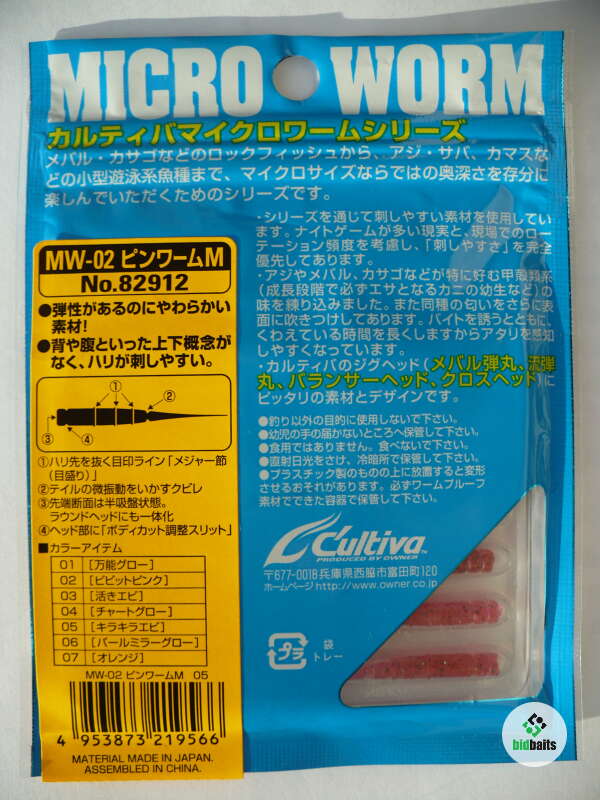 MICRO WORM
カルティバマイクロワームシリーズ
メバル・カサゴなどのロックフィッシュから、アジ・サバ、カマスな
どの小型遊泳系魚種まで、マイクロサイズならではの奥深さを存分に
楽しんでいただくためのシリーズです。
・シリーズを通じて刺しやすい素材を使用してい
ます。ナイトゲームが多い現実と、現場でのロー
テーション頻度を考慮し、「刺しやすさ」を完全
優先してあります。
・アジやメバル、カサゴなどが特に好む甲殻類系
(成長段階で必ずエサとなるカニの幼生など)の
味を練り込みました。また同種の匂いをさらに表
面に吹きつけしてあります。バイトを誘うとともに、
くわえている時間を長くしますからアタリを感知
しやすくなっています。
・カルティバのジグヘッド(メバル弾丸、流弾
丸、バランサーヘッド、クロスヘッド)に
ピッタリの素材とデザインです。
●釣り以外の目的に使用しないで下さい。
●幼児の手の届かないところへ保管して下さい。
●食用ではありません。食べないで下さい。
●直射日光をさけ、冷暗所で保管して下さい。
●プラスチック製のものの上に放置すると変形
させるおそれがあります。必ずワームプルーフ
素材でできた容器で保管して下さい。
MW-02 ピンワームM
No.82912
●弾性があるのにやわらかい
素材!
●背や腹といった上下概念が
なく、ハリが刺しやすい。
① ② ③ ④
①ハリ先を抜く目印ライン「メジャー節
(目盛り)」
②テイルの微振動をいかすクビレ
③先端断面は半吸盤状態。
ラウンドヘッドにも一体化
④ヘッド部に「ボディカット調整スリット」
■カラーアイテム
01 [万能グロー]
02 [ビビットピンク]
03 [活きエビ]
04 [チャートグロー]
05 [キラキラエビ]
06 [パールミラーグロー]
07 [オレンジ]
MW-02 ピンワームM 05
4 953873 219566
MATERIAL MADE IN JAPAN.
ASSEMBLED IN CHINA.
C'ultiva™
PRODUCED BY OWNER
〒677-0018 兵庫県西脇市富田町120
ホームページ http://www.owner.co.jp
プラ
袋
トレー
bidbaits